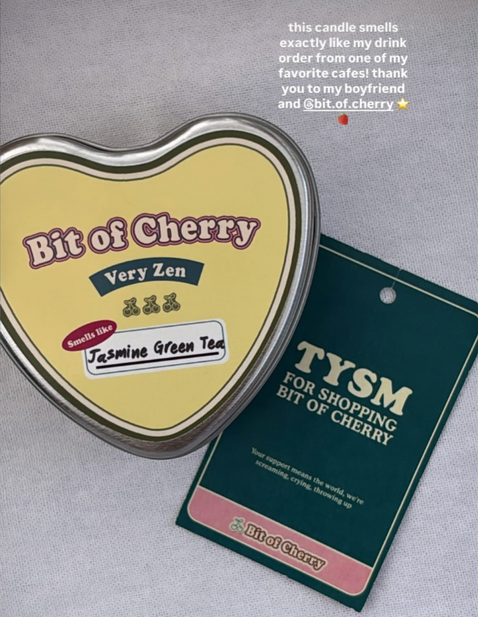 this candle smells
exactly like my drink
order from one of my
favorite cafes! thank
you to my boyfriend
and @bit.of.cherry ⭐
🍓
Bit of Cherry
Very Zen
Smells like
Jasmine Green Tea
TYSM
FOR SHOPPING
BIT OF CHERRY
Your support means the world, we're
screaming, crying, throwing up
Bit of Cherry